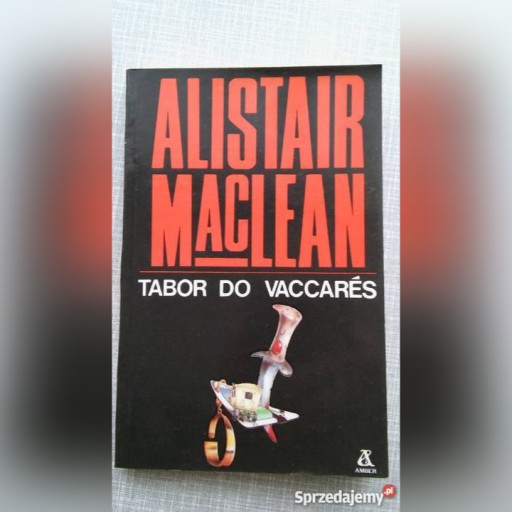 ALISTAIR
MACLEAN
TABOR DO VACCARÉS
AMBER
Sprzedajemy.pl